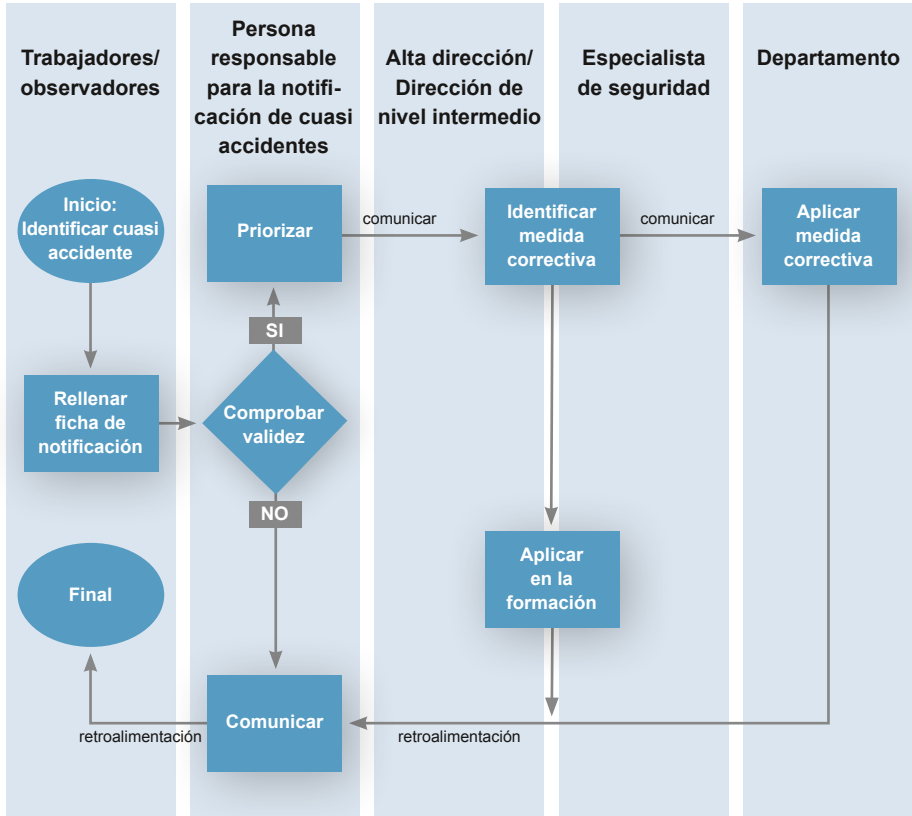 Trabajadores/
observadores
Persona
responsable
para la notifi-
cación de cuasi
accidentes
Alta dirección/
Dirección de
nivel intermedio
Especialista
de seguridad
Departamento
Inicio:
Identificar cuasi
accidente
Priorizar
comunicar
Identificar
medida
correctiva
comunicar
Aplicar
medida
correctiva
SI
Rellenar
ficha de
notificación
Comprobar
validez
NO
Aplicar
en la
formación
Final
Comunicar
retroalimentación
retroalimentación